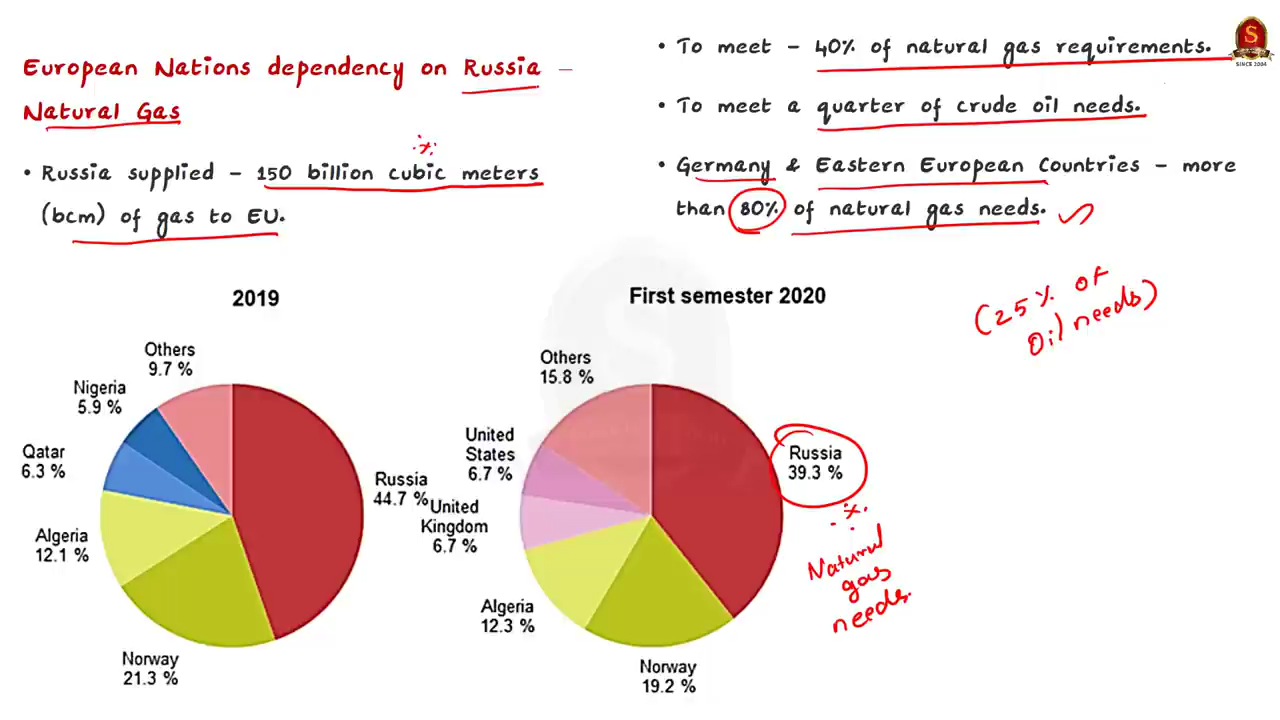 European Nations dependency on Russia –
Natural Gas
• Russia supplied – 150 billion cubic meters
(bcm) of gas to EU.
• To meet – 40% of natural gas requirements.
• To meet a quarter of crude oil needs.
• Germany & Eastern European Countries – more
than 80% of natural gas needs.
S
SINCE 2004
(25% of
Oil needs)
2019
Others
9.7 %
Nigeria
5.9 %
Qatar
6.3 %
Algeria
12.1 %
Norway
21.3 %
Russia
44.7 %
First semester 2020
Others
15.8 %
United
States
6.7 %
United
Kingdom
6.7 %
Algeria
12.3 %
Norway
19.2 %
Russia
39.3 %
Natural
gas
needs.